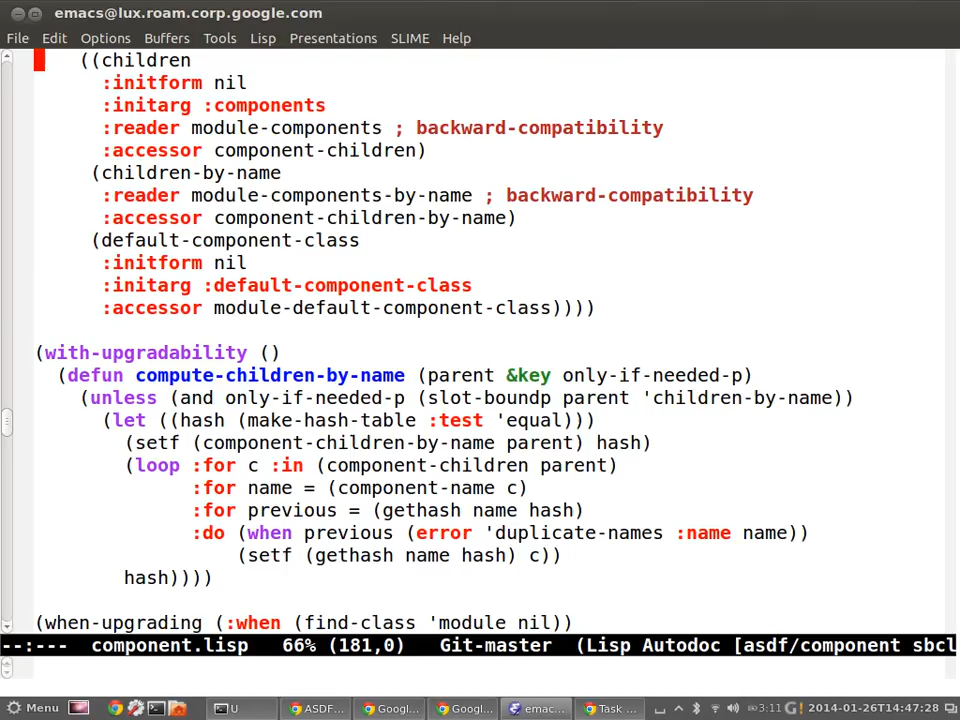 emacs@lux.roam.corp.google.com
File Edit Options Buffers Tools Lisp Presentations SLIME Help
((children
:initform nil
:initarg :components
:reader module-components ; backward-compatibility
:accessor component-children)
(children-by-name
:reader module-components-by-name ; backward-compatibility
:accessor component-children-by-name)
(default-component-class
:initform nil
:initarg :default-component-class
:accessor module-default-component-class))))
(with-upgradability ()
(defun compute-children-by-name (parent &key only-if-needed-p)
(unless (and only-if-needed-p (slot-boundp parent 'children-by-name))
(let ((hash (make-hash-table :test 'equal)))
(setf (component-children-by-name parent) hash)
(loop :for c :in (component-children parent)
:for name = (component-name c)
:for previous = (gethash name hash)
:do (when previous (error 'duplicate-names :name name))
(setf (gethash name hash) c))
hash))))
(when-upgrading (:when (find-class 'module nil))
--:--- component.lisp 66% (181,0) Git-master (Lisp Autodoc [asdf/component sbcl
Menu U ASDF... Googl... Googl... emac... Task ... 3:11 2014-01-26T14:47:28